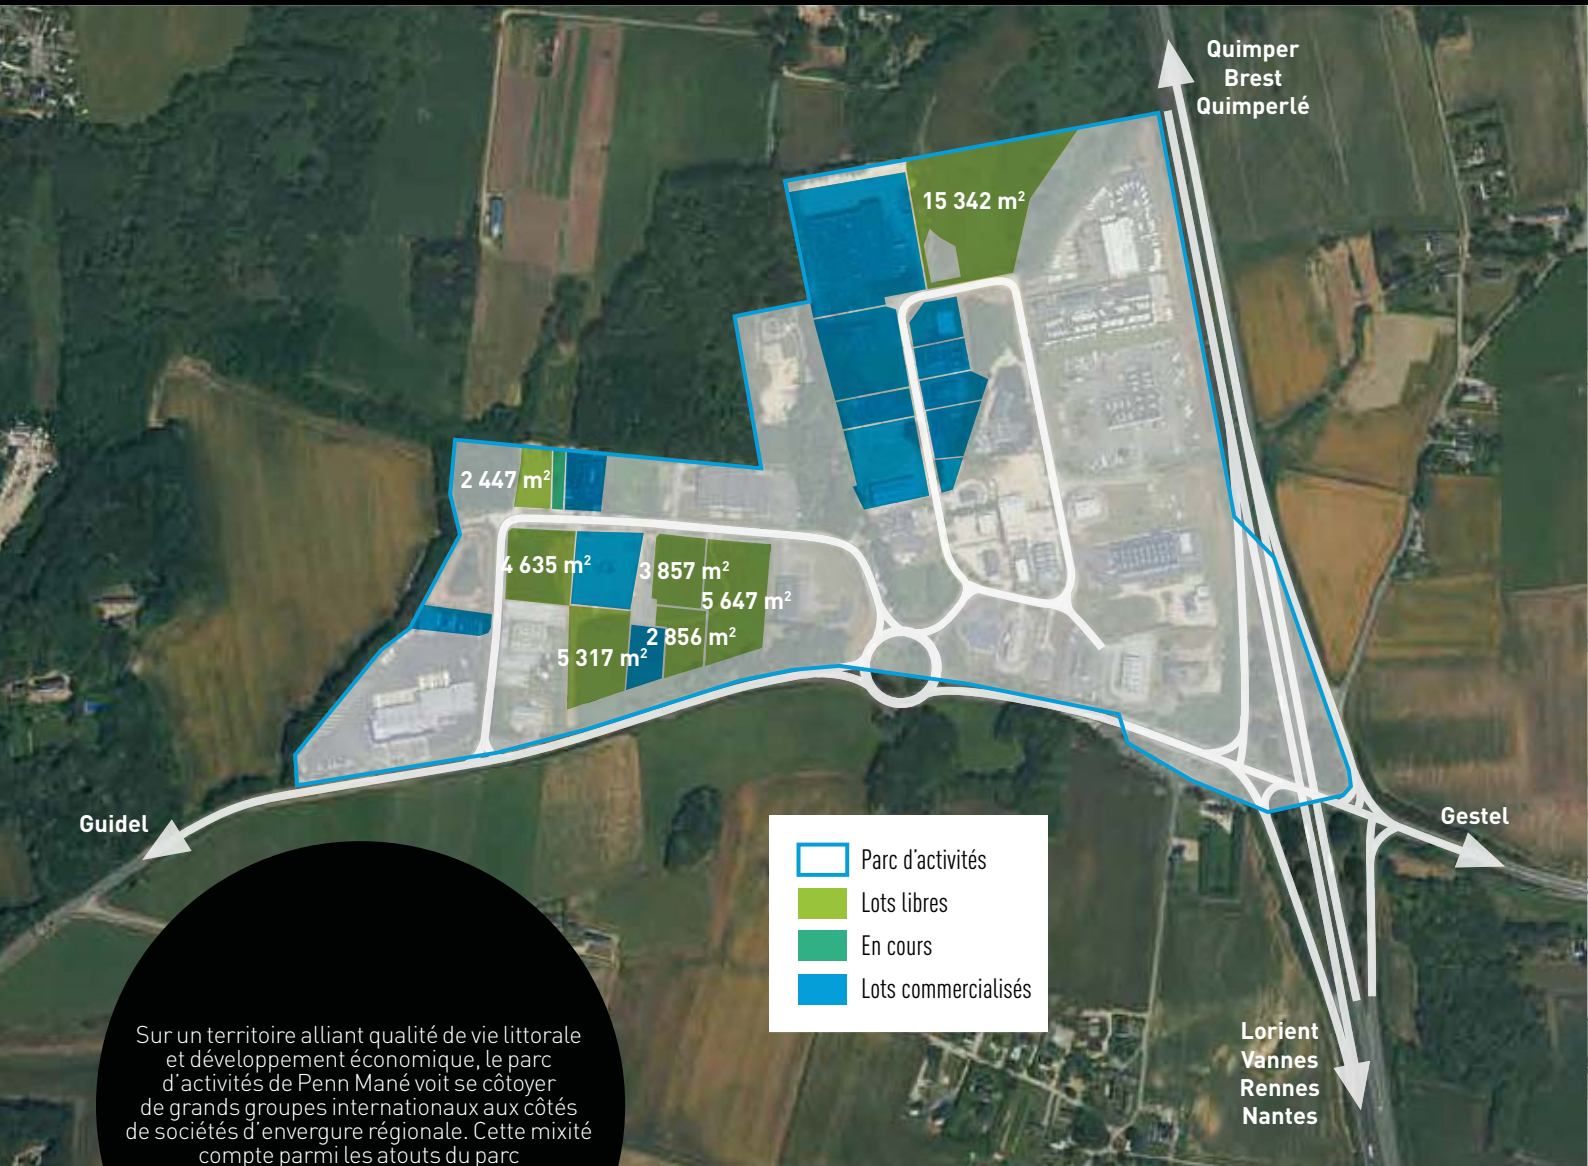 Quimper
Brest
Quimperlé
15 342 m²
2 447 m²
4 635 m²
3 857 m²
5 647 m²
2 856 m²
5 317 m²
Guidel
Gestel
Parc d'activités
Lots libres
En cours
Lots commercialisés
Lorient
Vannes
Rennes
Nantes
Sur un territoire alliant qualité de vie littorale
et développement économique, le parc
d'activités de Penn Mané voit se côtoyer
de grands groupes internationaux aux côtés
de sociétés d'envergure régionale. Cette mixité
compte parmi les atouts du parc